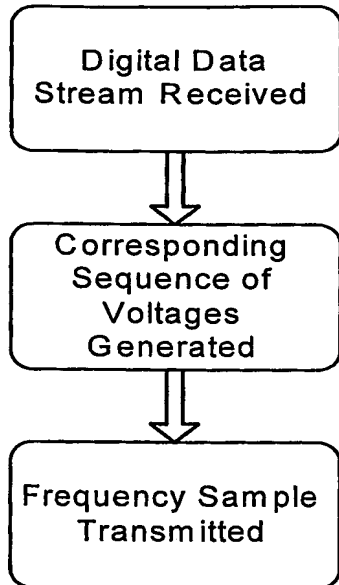 Digital Data
Stream Received
Corresponding
Sequence of
Voltages
Generated
Frequency Sample
Transmitted